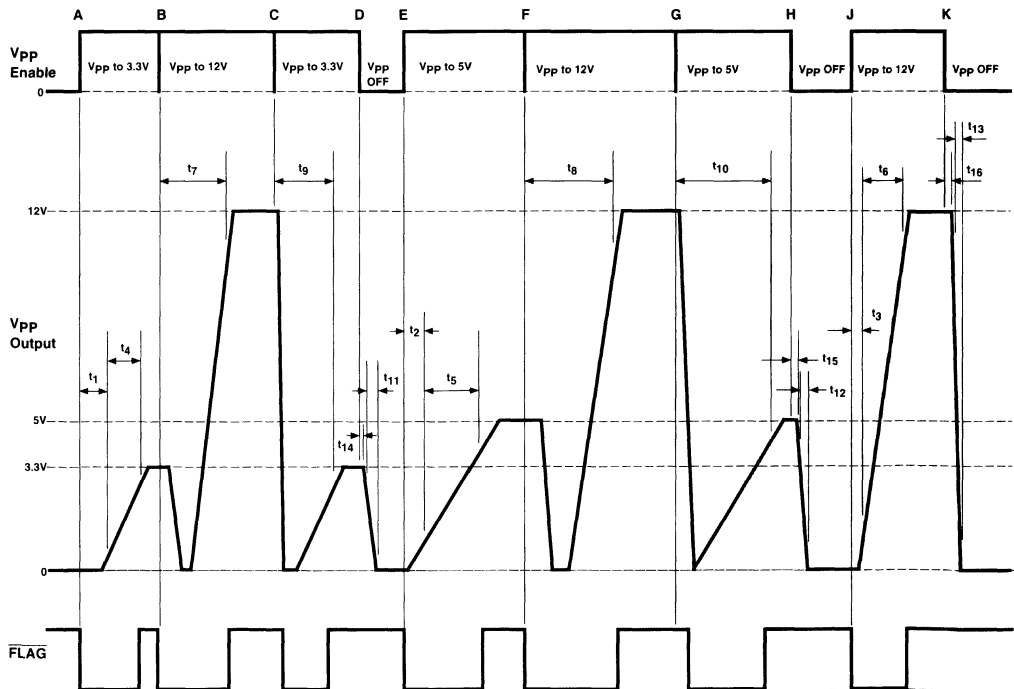 A B C D E F G H J K
VPP
Enable
0
VPP to 3.3V
VPP to 12V
VPP to 3.3V
VPP
OFF
VPP to 5V
VPP to 12V
VPP to 5V
VPP OFF
VPP to 12V
VPP OFF
t13
t7
t9
t8
t10
t6
t16
12V
VPP
Output
t2
t3
t4
t1
t11
t5
t15
t12
5V
t14
3.3V
0
FLAG